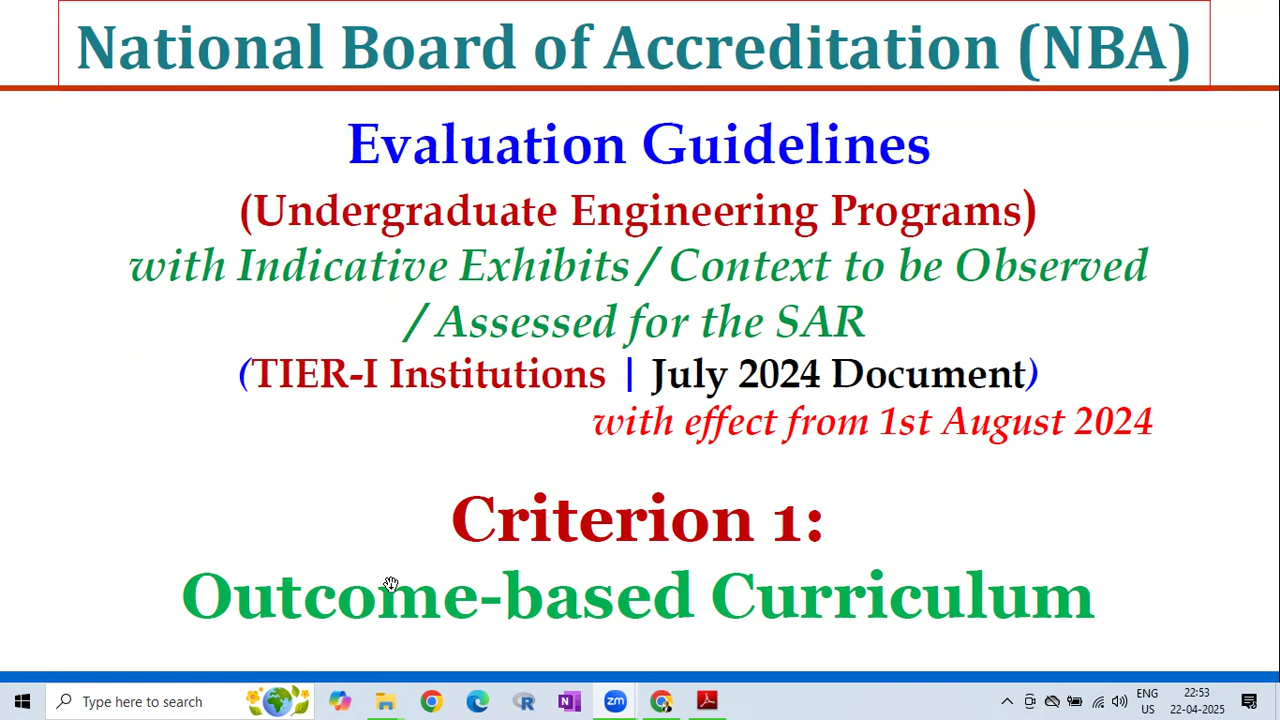 National Board of Accreditation (NBA)
Evaluation Guidelines
(Undergraduate Engineering Programs)
with Indicative Exhibits / Context to be Observed
/ Assessed for the SAR
(TIER-I Institutions | July 2024 Document)
with effect from 1st August 2024
Criterion 1:
Outcome-based Curriculum
Type here to search
R
N
zm
ENG
US
22:53
22-04-2025